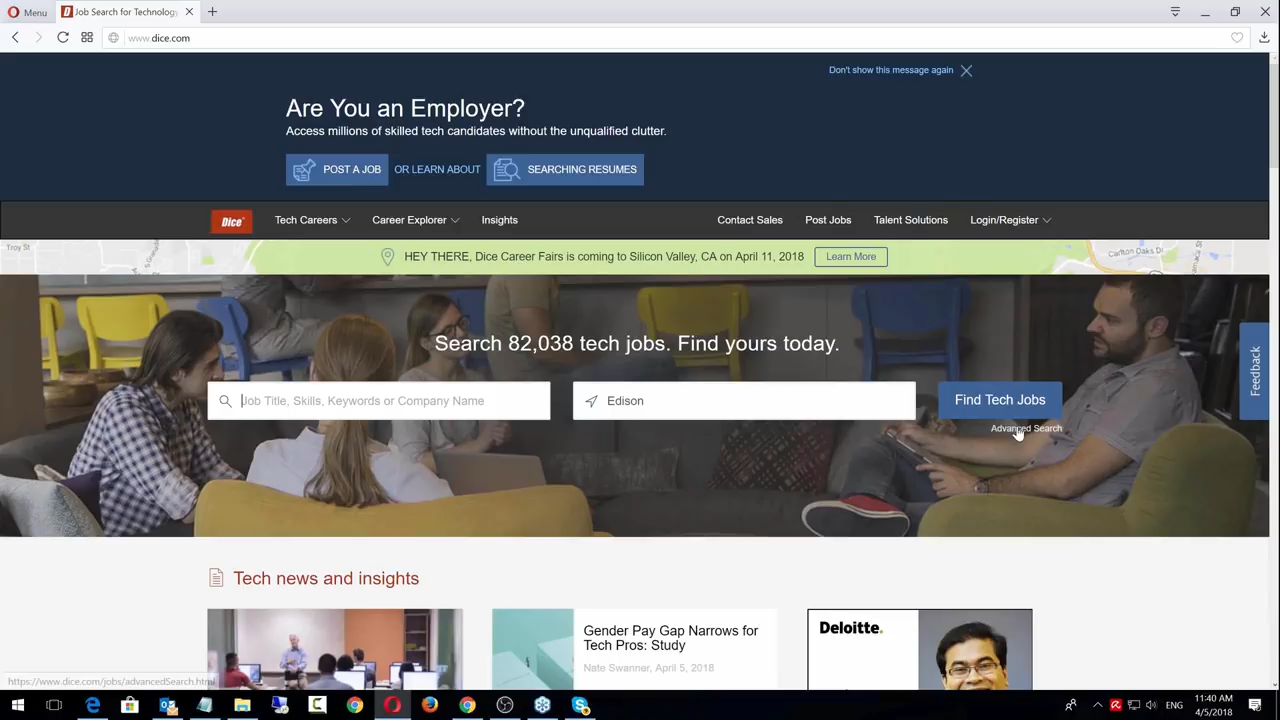 Menu
Job Search for Technology
www.dice.com
Don't show this message again
Are You an Employer?
Access millions of skilled tech candidates without the unqualified clutter.
POST A JOB
OR LEARN ABOUT
SEARCHING RESUMES
Dice
Tech Careers
Career Explorer
Insights
Contact Sales
Post Jobs
Talent Solutions
Login/Register
Troy St
HEY THERE, Dice Career Fairs is coming to Silicon Valley, CA on April 11, 2018
Learn More
Carlton Oaks Dr
Search 82,038 tech jobs. Find yours today.
Job Title, Skills, Keywords or Company Name
Edison
Find Tech Jobs
Advanced Search
Feedback
Tech news and insights
Gender Pay Gap Narrows for
Tech Pros: Study
Nate Swanner, April 5, 2018
Deloitte.
https://www.dice.com/jobs/advancedSearch.html
ENG
11:40 AM
4/5/2018